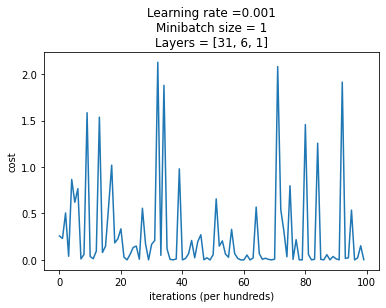 Learning rate =0.001
Minibatch size = 1
Layers = [31, 6, 1]
2.0
1.5
1.0
0.5
0.0
cost
0
20
40
60
80
100
iterations (per hundreds)